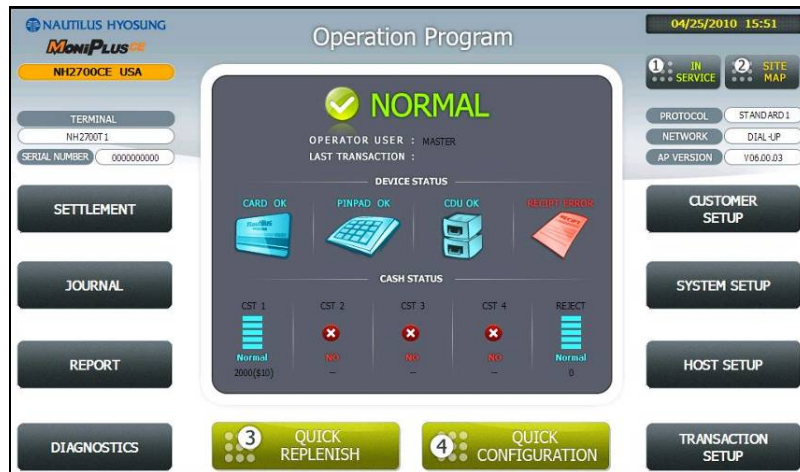 NAUTILUS HYOSUNG
MONIPLUS CE
NH2700CE USA
Operation Program
04/25/2010 15:51
1 IN SERVICE
2 SITE MAP
TERMINAL
NH2700T1
SERIAL NUMBER 0000000000
PROTOCOL STANDARD1
NETWORK DIAL-UP
AP VERSION V06.00.03
NORMAL
OPERATOR USER : MASTER
LAST TRANSACTION :
DEVICE STATUS
CARD OK PINPAD OK CDU OK RECIPT ERROR
CASH STATUS
CST 1 CST 2 CST 3 CST 4 REJECT
Normal NO NO NO Normal
2000($10) -- -- -- 0
SETTLEMENT
JOURNAL
REPORT
DIAGNOSTICS
CUSTOMER
SETUP
SYSTEM SETUP
HOST SETUP
TRANSACTION
SETUP
3 QUICK
REPLENISH
4 QUICK
CONFIGURATION